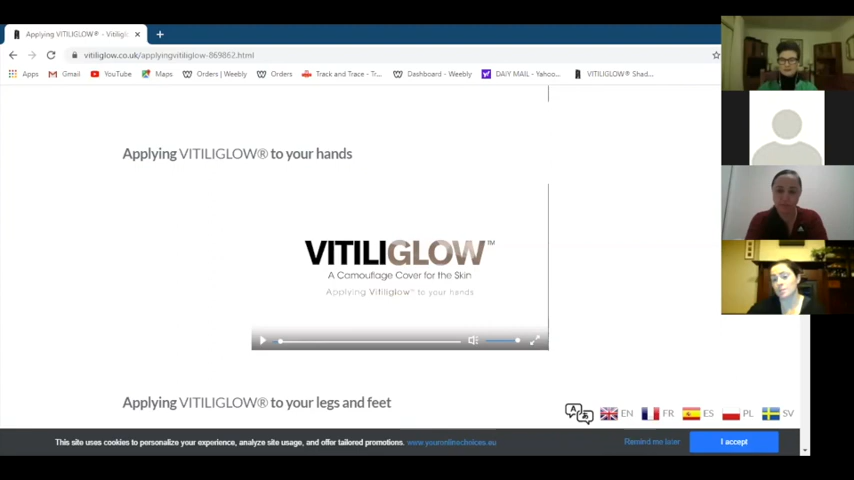 Applying VITILIGLOW® - Vitiligl
vitiliglow.co.uk/applyingvitiliglow-869862.html
Apps Gmail YouTube Maps Orders | Weebly Orders Track and Trace - Tr... Dashboard - Weebly DAIY MAIL - Yahoo... VITILIGLOW® Shad...
Applying VITILIGLOW® to your hands
VITILIGLOW™
A Camouflage Cover for the Skin
Applying Vitiliglow™ to your hands
Applying VITILIGLOW® to your legs and feet
A EN FR ES PL SV
This site uses cookies to personalize your experience, analyze site usage, and offer tailored promotions. www.youronlinechoices.eu Remind me later I accept